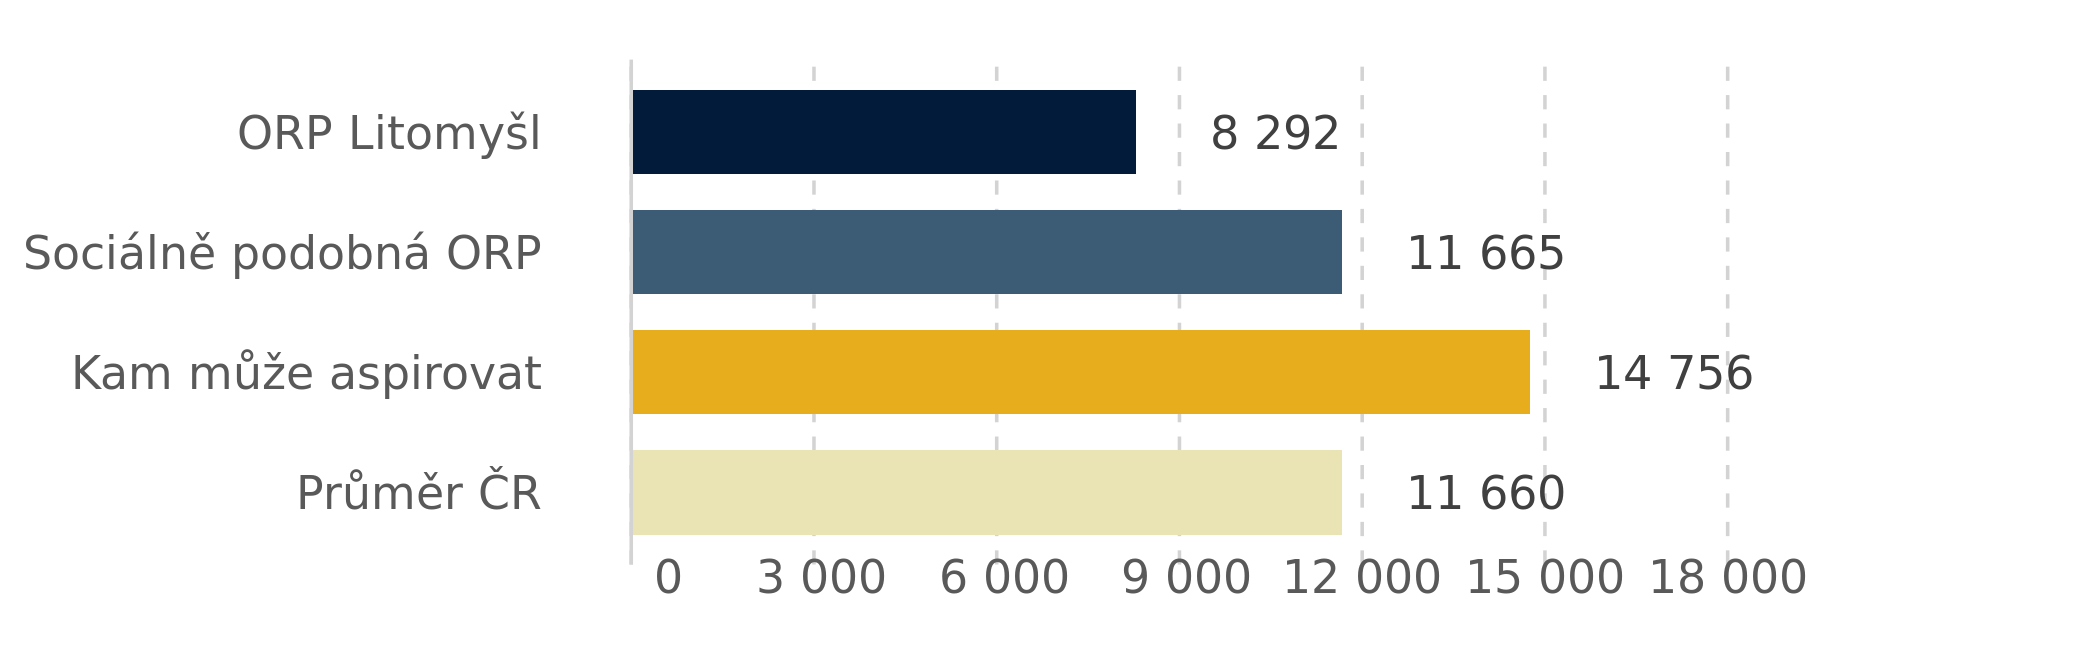 ORP Litomyšl 8 292
Sociálně podobná ORP 11 665
Kam může aspirovat 14 756
Průměr ČR 11 660
0 3 000 6 000 9 000 12 000 15 000 18 000